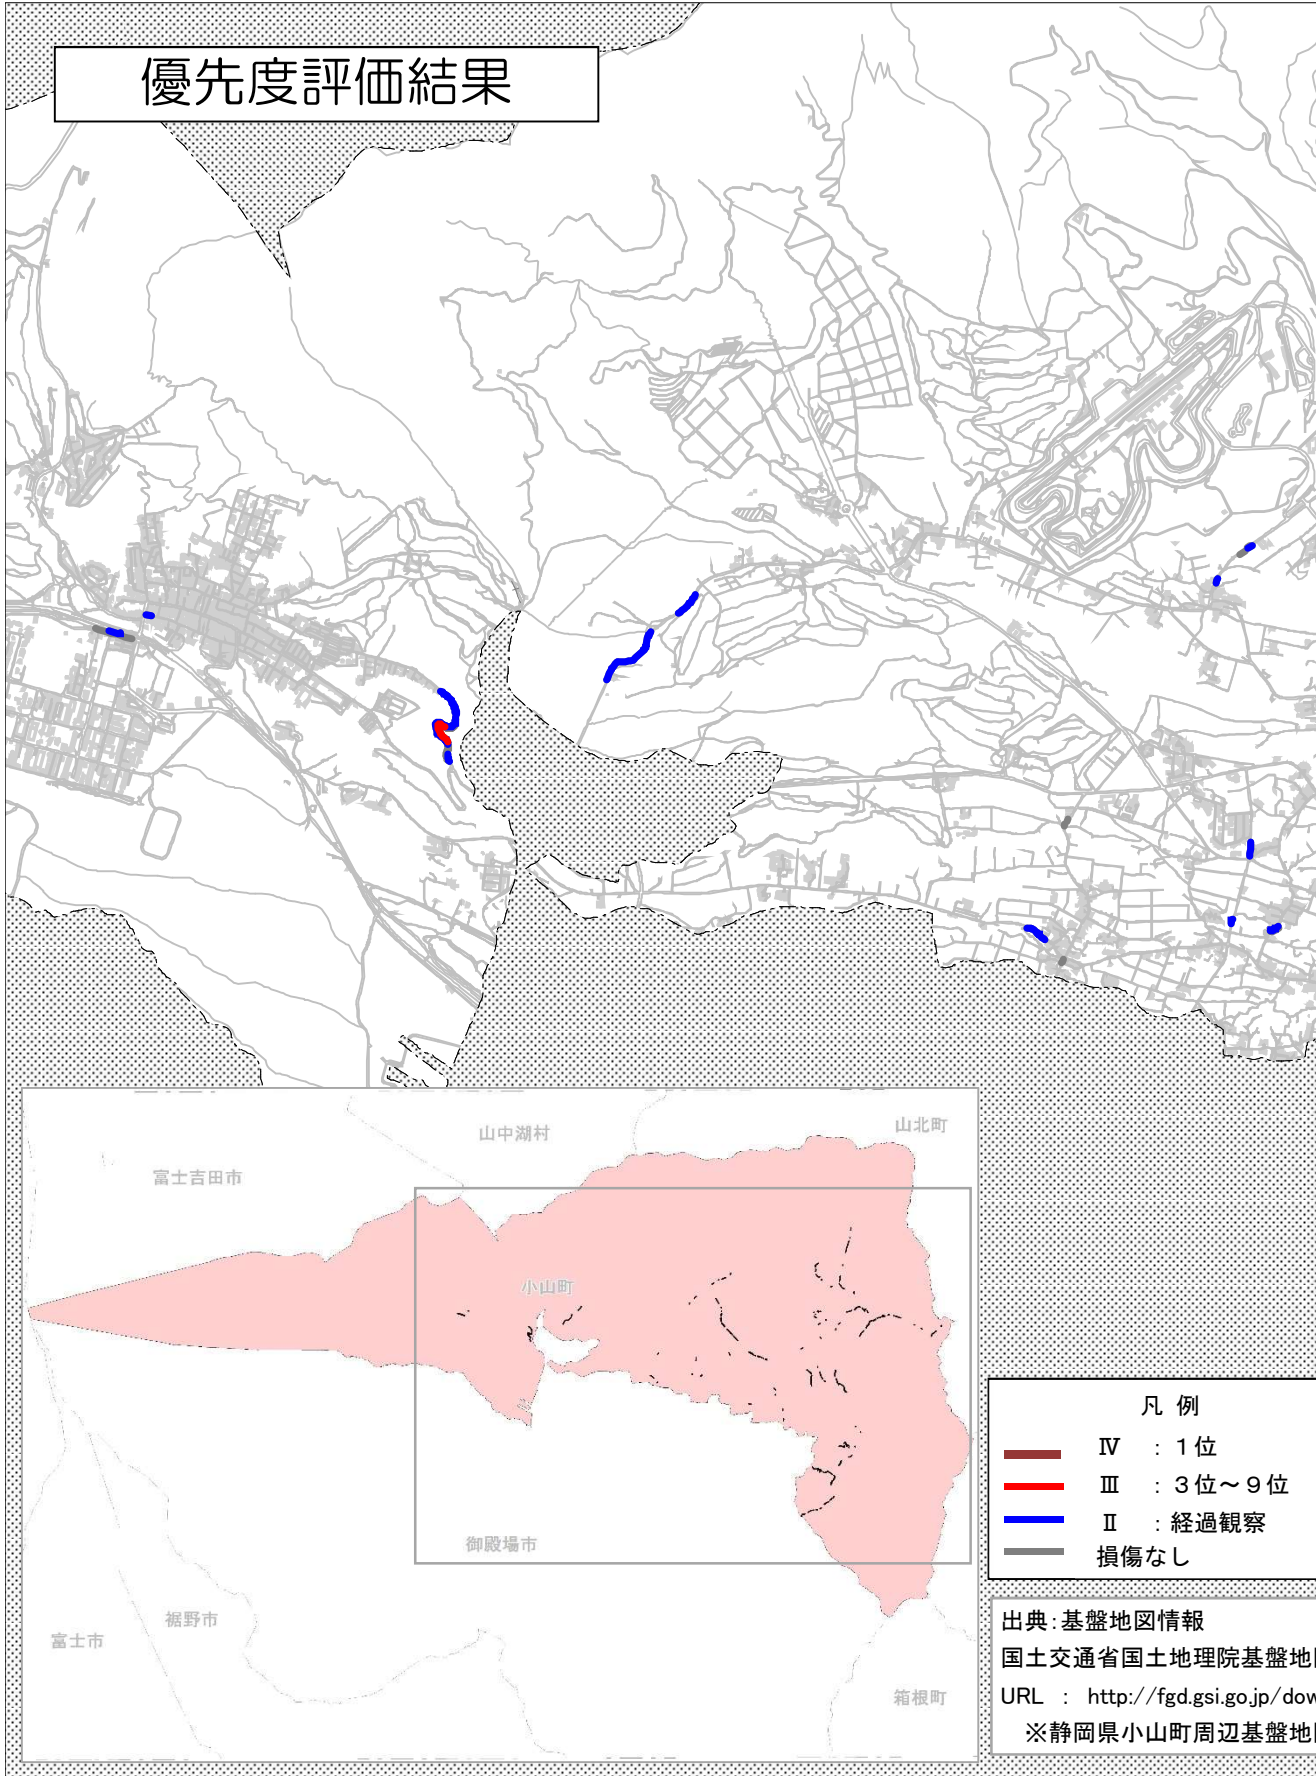 優先度評価結果
山中湖村
山北町
富士吉田市
小山町
御殿場市
裾野市
富士市
箱根町
凡 例
Ⅳ : 1位
Ⅲ : 3位～9位
Ⅱ : 経過観察
損傷なし
出典:基盤地図情報
国土交通省国土地理院基盤地
URL : http://fgd.gsi.go.jp/dow
※静岡県小山町周辺基盤地